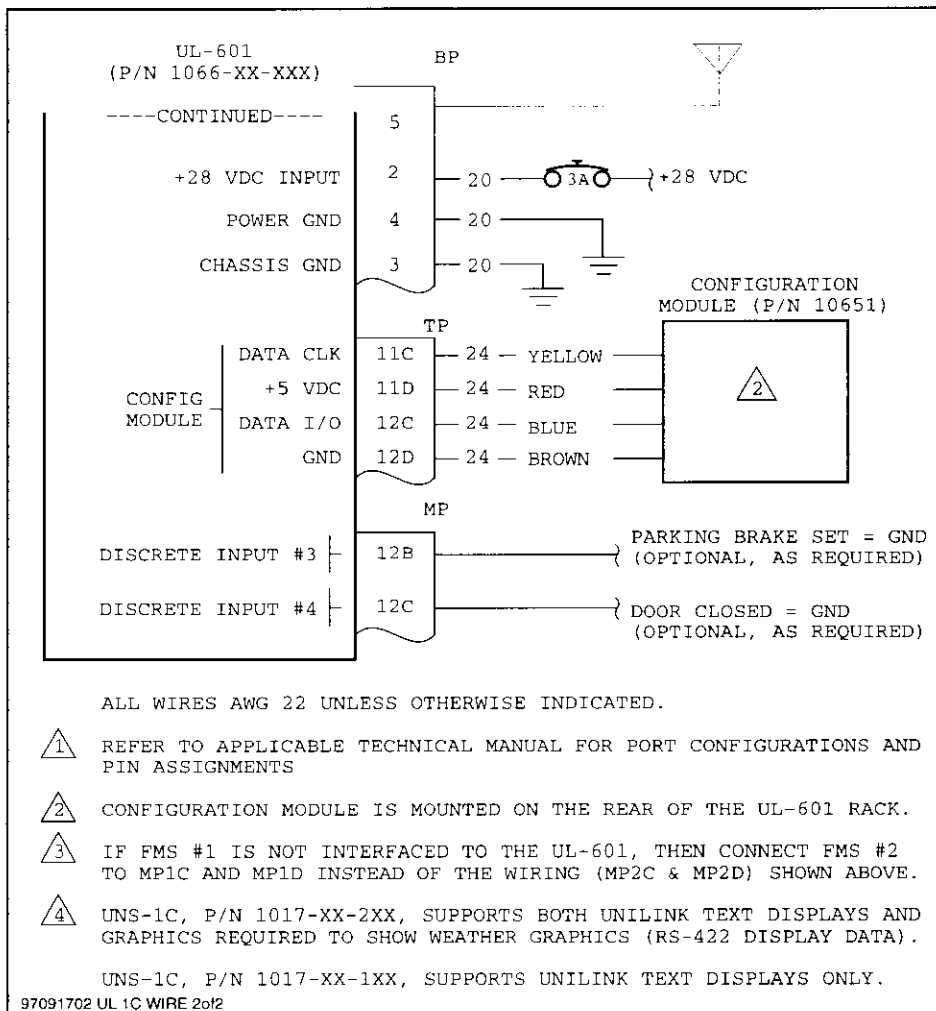 UL-601
(P/N 1066-XX-XXX)
BP
----CONTINUED----
5
+28 VDC INPUT 2 20 3A +28 VDC
POWER GND 4 20
CHASSIS GND 3 20
CONFIGURATION
MODULE (P/N 10651)
TP
DATA CLK 11C 24 YELLOW
+5 VDC 11D 24 RED
CONFIG
MODULE
2
DATA I/O 12C 24 BLUE
GND 12D 24 BROWN
MP
DISCRETE INPUT #3 12B PARKING BRAKE SET = GND
(OPTIONAL, AS REQUIRED)
DISCRETE INPUT #4 12C DOOR CLOSED = GND
(OPTIONAL, AS REQUIRED)
ALL WIRES AWG 22 UNLESS OTHERWISE INDICATED.
1 REFER TO APPLICABLE TECHNICAL MANUAL FOR PORT CONFIGURATIONS AND
PIN ASSIGNMENTS
2 CONFIGURATION MODULE IS MOUNTED ON THE REAR OF THE UL-601 RACK.
3 IF FMS #1 IS NOT INTERFACED TO THE UL-601, THEN CONNECT FMS #2
TO MP1C AND MP1D INSTEAD OF THE WIRING (MP2C & MP2D) SHOWN ABOVE.
4 UNS-1C, P/N 1017-XX-2XX, SUPPORTS BOTH UNILINK TEXT DISPLAYS AND
GRAPHICS REQUIRED TO SHOW WEATHER GRAPHICS (RS-422 DISPLAY DATA).
UNS-1C, P/N 1017-XX-1XX, SUPPORTS UNILINK TEXT DISPLAYS ONLY.
97091702 UL 1C WIRE 2of2